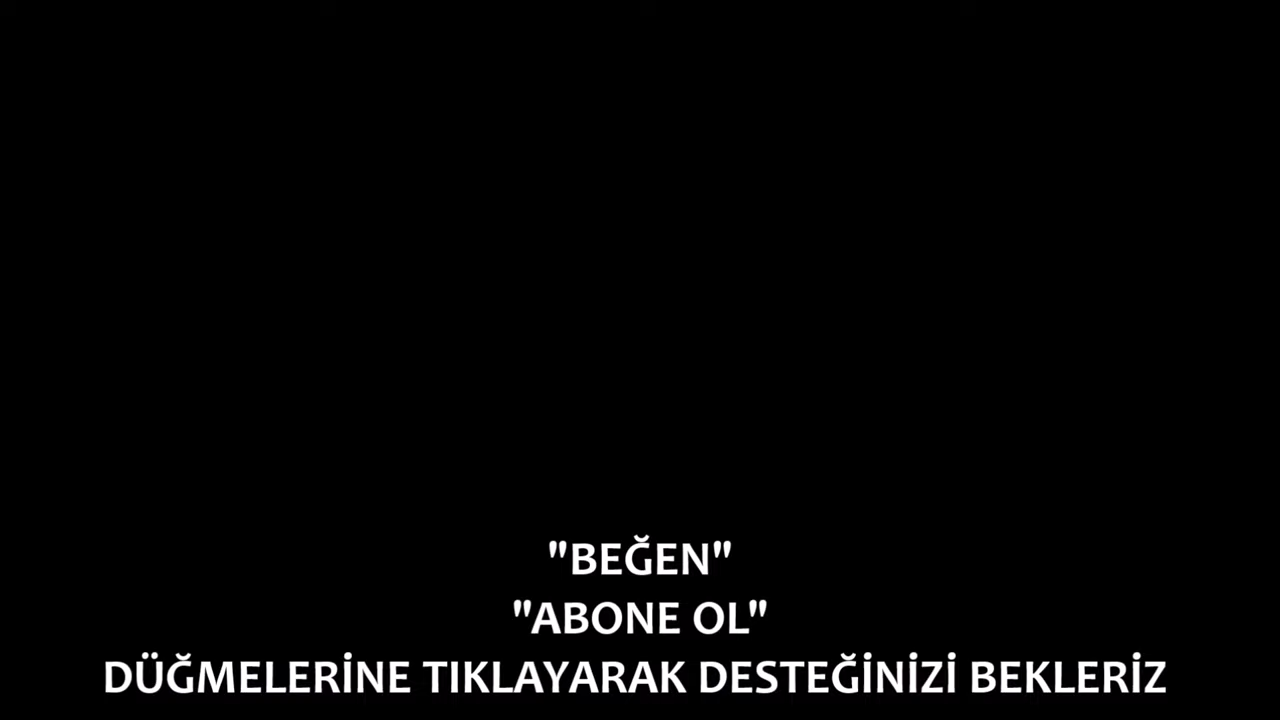 "BEĞEN"
"ABONE OL"
DÜĞMELERİNE TIKLAYARAK DESTEĞİNİZİ BEKLERİZ